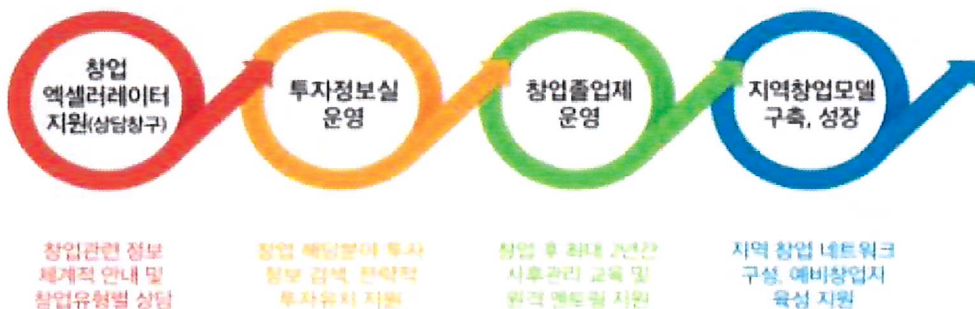 창업
엑셀러레이터
지원(상담창구)
투자정보실
운영
창업졸업제
운영
지역창업모델
구축, 성장
창업관련 정보
체계적 안내 및
창업유형별 상담
창업 해당분야 투자
정보 검색, 전략적
투자유치 지원
창업 후 최대 2년간
사후관리 교육 및
원격 멘토링 지원
지역 창업 네트워크
구성, 예비창업자
육성 지원